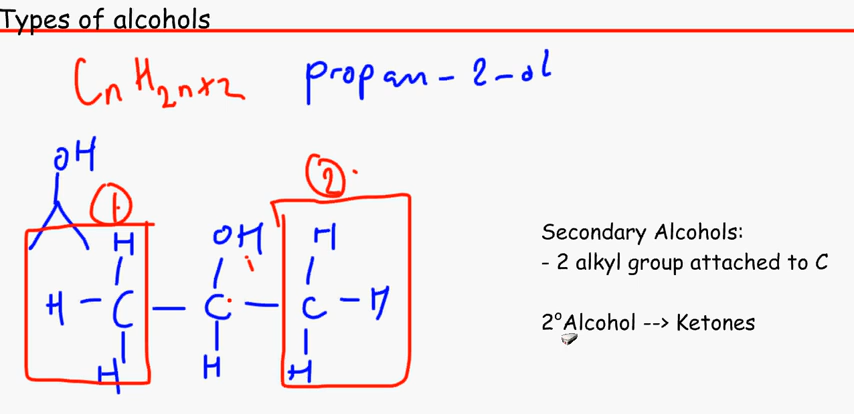 Types of alcohols
CnH2n+2 propan-2-ol
OH
1 2
H OH H
H - C - C - C - H
H H H
Secondary Alcohols:
- 2 alkyl group attached to C
2°Alcohol --> Ketones